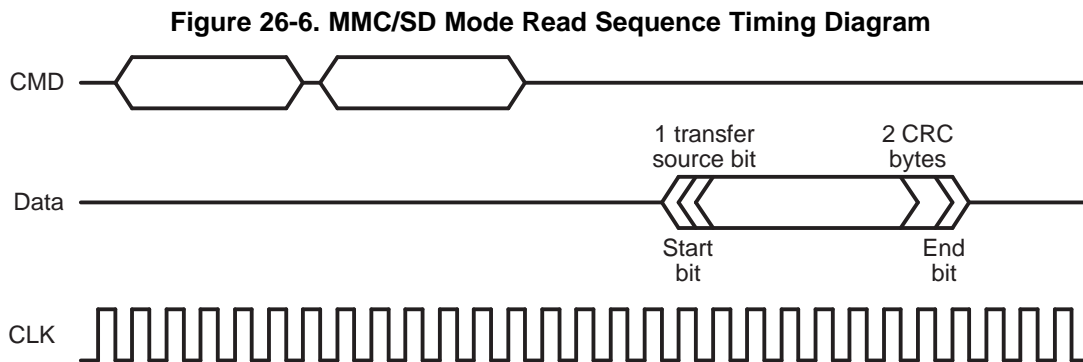 Figure 26-6. MMC/SD Mode Read Sequence Timing Diagram
CMD
1 transfer
source bit
2 CRC
bytes
Data
Start
bit
End
bit
CLK